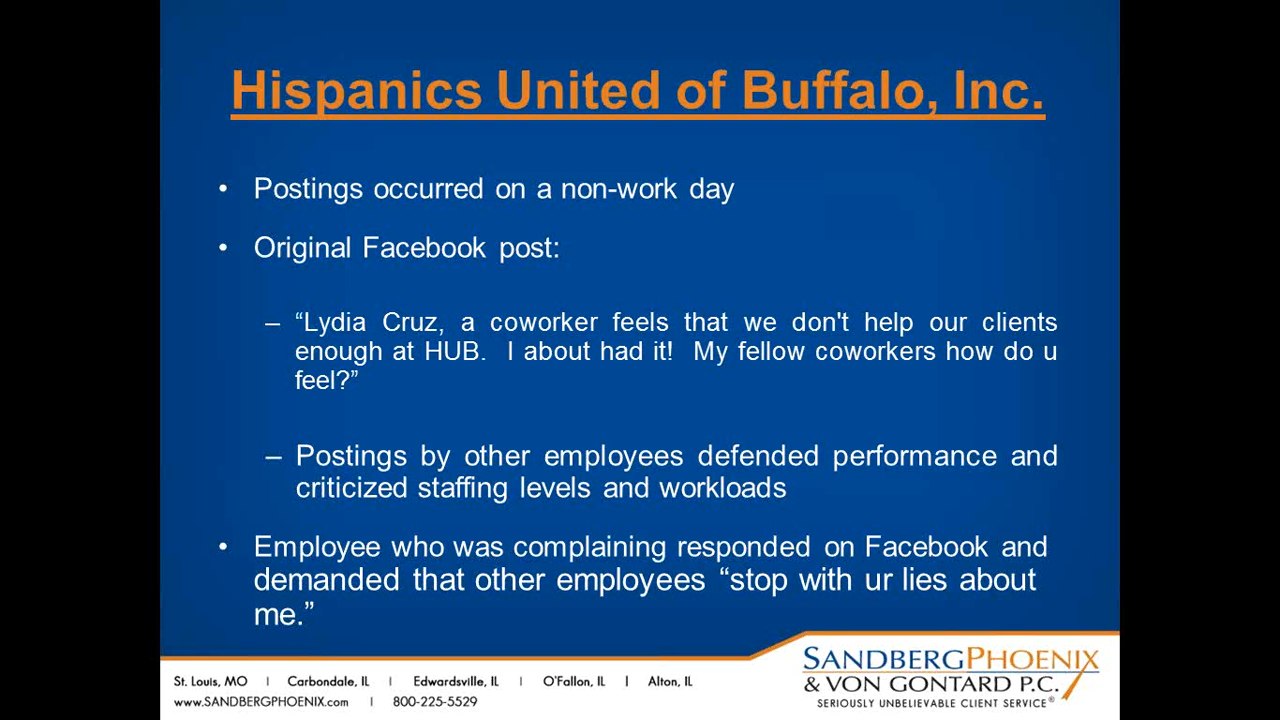 Hispanics United of Buffalo, Inc.
• Postings occurred on a non-work day
• Original Facebook post:
– “Lydia Cruz, a coworker feels that we don't help our clients
enough at HUB. I about had it! My fellow coworkers how do u
feel?”
– Postings by other employees defended performance and
criticized staffing levels and workloads
• Employee who was complaining responded on Facebook and
demanded that other employees “stop with ur lies about
me.”
St. Louis, MO | Carbondale, IL | Edwardsville, IL | O'Fallon, IL | Alton, IL
www.SANDBERGPHOENIX.com | 800-225-5529
SANDBERGPHOENIX
& VON GONTARD P.C.
SERIOUSLY UNBELIEVABLE CLIENT SERVICE®